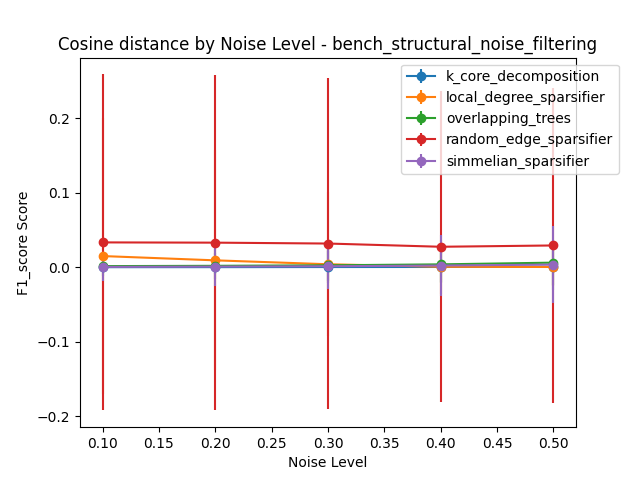 Cosine distance by Noise Level - bench_structural_noise_filtering
k_core_decomposition
local_degree_sparsifier
overlapping_trees
random_edge_sparsifier
simmelian_sparsifier
F1_score Score
0.2
0.1
0.0
−0.1
−0.2
0.10 0.15 0.20 0.25 0.30 0.35 0.40 0.45 0.50
Noise Level